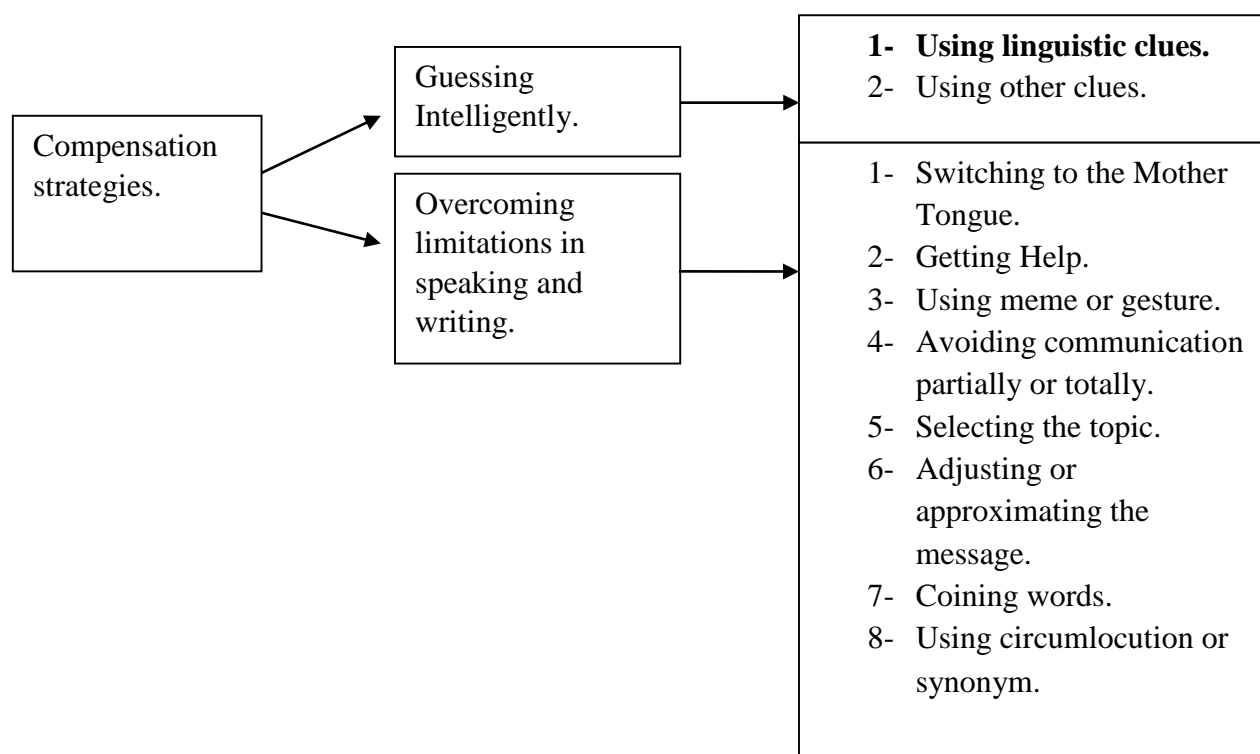 Compensation
strategies.
Guessing
Intelligently.
Overcoming
limitations in
speaking and
writing.
1- Using linguistic clues.
2- Using other clues.
1- Switching to the Mother
Tongue.
2- Getting Help.
3- Using meme or gesture.
4- Avoiding communication
partially or totally.
5- Selecting the topic.
6- Adjusting or
approximating the
message.
7- Coining words.
8- Using circumlocution or
synonym.